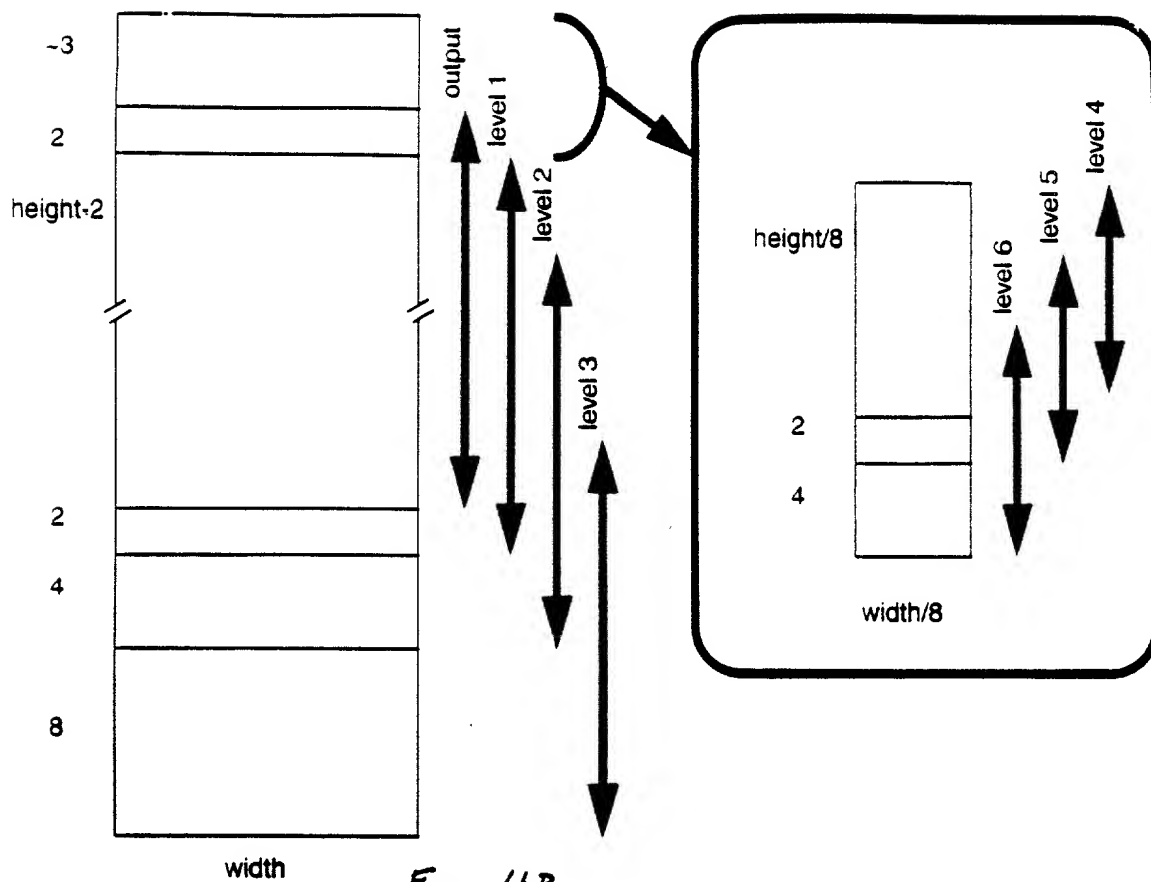 ~3
2
height-2
2
4
8
width
output
level 1
level 2
level 3
height/8
2
4
width/8
level 6
level 5
level 4